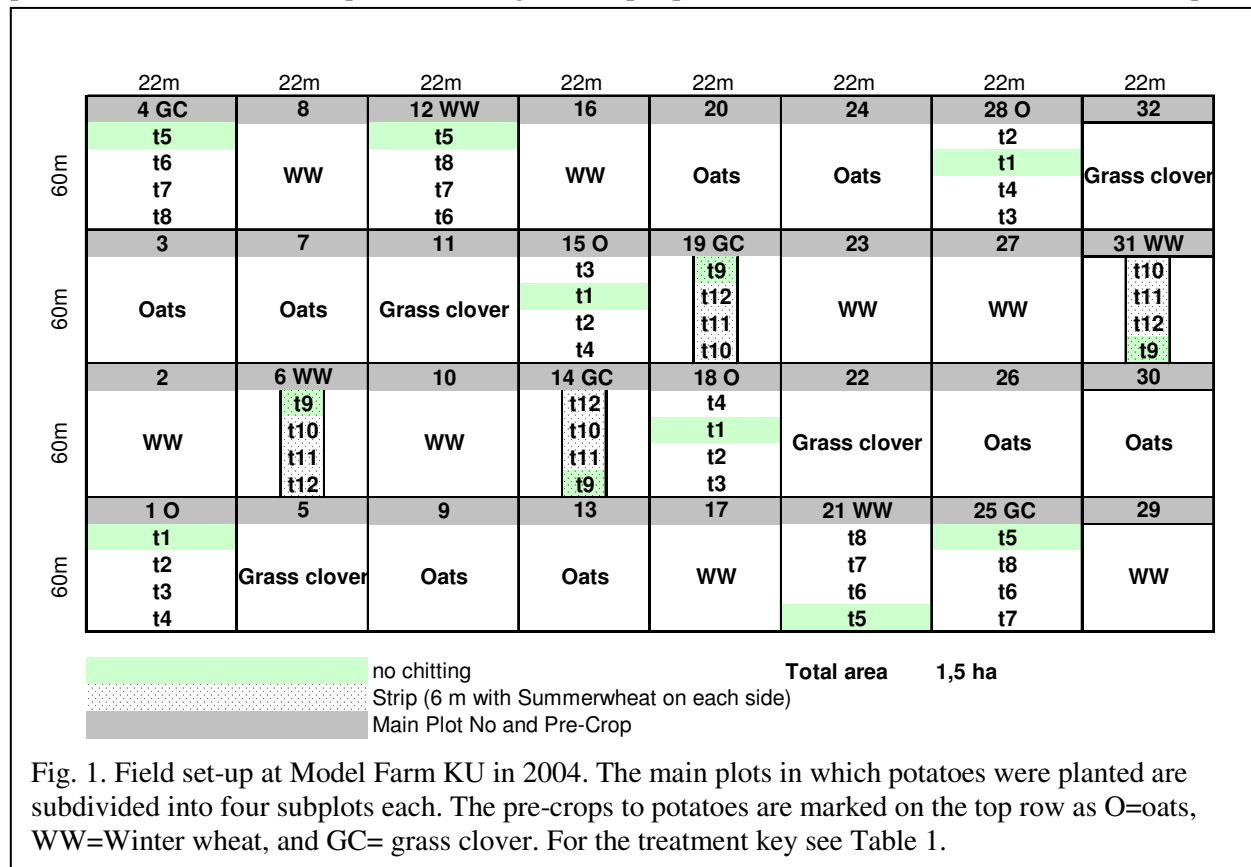 22m 22m 22m 22m 22m 22m 22m 22m
4 GC 8 12 WW 16 20 24 28 O 32
t5 t5 t2
t6 t8 t1
60m WW WW Oats Oats Grass clover
t7 t7 t4
t8 t6 t3
3 7 11 15 O 19 GC 23 27 31 WW
t3 t9 t10
t1 t12 t11
60m Oats Oats Grass clover WW WW
t2 t11 t12
t4 t10 t9
2 6 WW 10 14 GC 18 O 22 26 30
t9 t12 t4
t10 t10 t1
60m WW WW Grass clover Oats Oats
t11 t11 t2
t12 t9 t3
1 O 5 9 13 17 21 WW 25 GC 29
t1 t8 t5
t2 t7 t8
60m Grass clover Oats Oats WW WW
t3 t6 t6
t4 t5 t7
no chitting Total area 1,5 ha
Strip (6 m with Summerwheat on each side)
Main Plot No and Pre-Crop
Fig. 1. Field set-up at Model Farm KU in 2004. The main plots in which potatoes were planted are
subdivided into four subplots each. The pre-crops to potatoes are marked on the top row as O=oats,
WW=Winter wheat, and GC= grass clover. For the treatment key see Table 1.